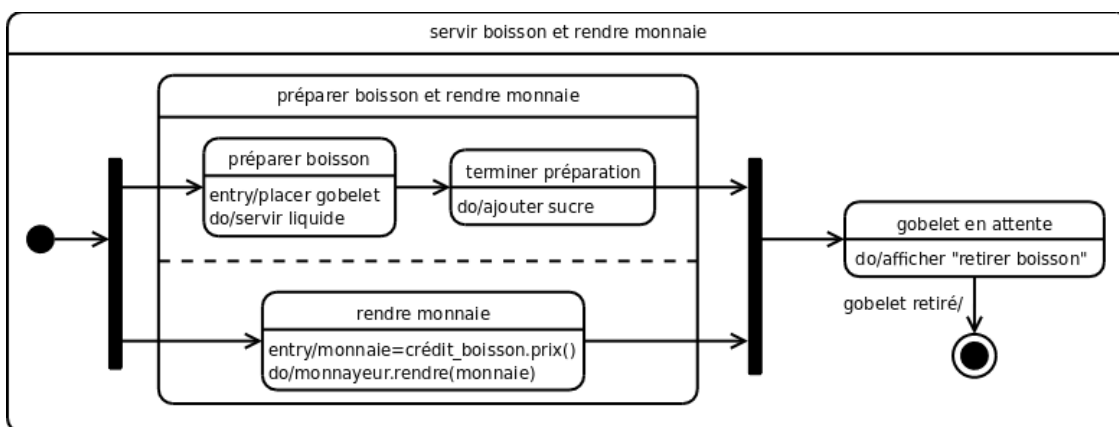 servir boisson et rendre monnaie
préparer boisson et rendre monnaie
préparer boisson
entry/placer gobelet
do/servir liquide
terminer préparation
do/ajouter sucre
rendre monnaie
entry/monnaie=crédit_boisson.prix()
do/monnayeur.rendre(monnaie)
gobelet en attente
do/afficher "retirer boisson"
gobelet retiré/